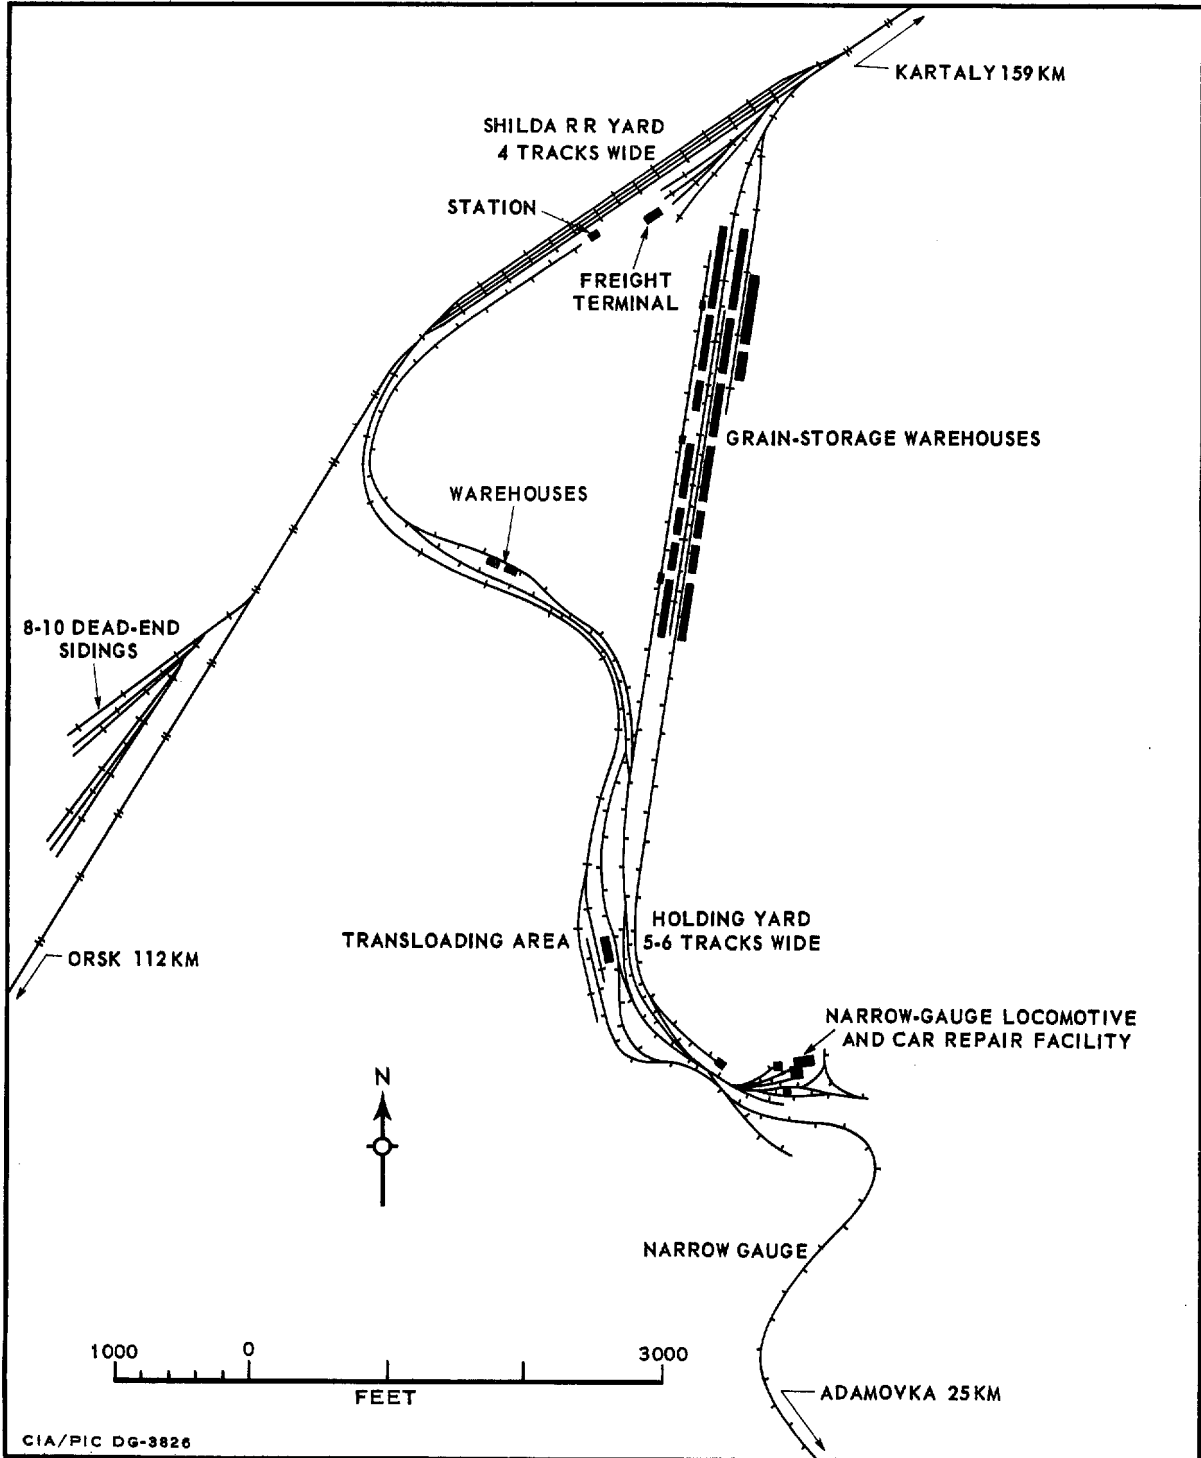 KARTALY 159 KM
SHILDA R R YARD
4 TRACKS WIDE
STATION
FREIGHT
TERMINAL
GRAIN-STORAGE WAREHOUSES
WAREHOUSES
8-10 DEAD-END
SIDINGS
TRANSLOADING AREA
HOLDING YARD
5-6 TRACKS WIDE
ORSK 112 KM
NARROW-GAUGE LOCOMOTIVE
AND CAR REPAIR FACILITY
N
NARROW GAUGE
1000 0 3000
FEET
ADAMOVKA 25 KM
CIA/PIC DG-3826